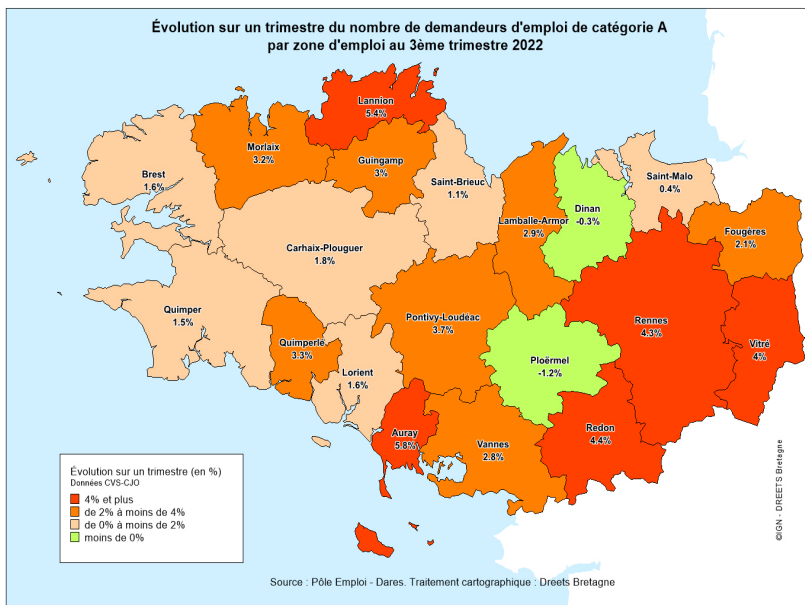 Évolution sur un trimestre du nombre de demandeurs d'emploi de catégorie A
par zone d'emploi au 3ème trimestre 2022
Lannion
5.4%
Morlaix
3.2%
Guingamp
3%
Brest
1.6%
Saint-Brieuc
1.1%
Saint-Malo
0.4%
Dinan
-0.3%
Lamballe-Armor
2.9%
Fougères
2.1%
Carhaix-Plouguer
1.8%
Quimper
1.5%
Pontivy-Loudéac
3.7%
Rennes
4.3%
Quimperlé
3.3%
Vitré
4%
Ploërmel
-1.2%
Lorient
1.6%
Auray
5.8%
Vannes
2.8%
Redon
4.4%
Évolution sur un trimestre (en %)
Données CVS-CJO
4% et plus
de 2% à moins de 4%
de 0% à moins de 2%
moins de 0%
Source : Pôle Emploi - Dares. Traitement cartographique : Dreets Bretagne
©IGN - DREETS Bretagne